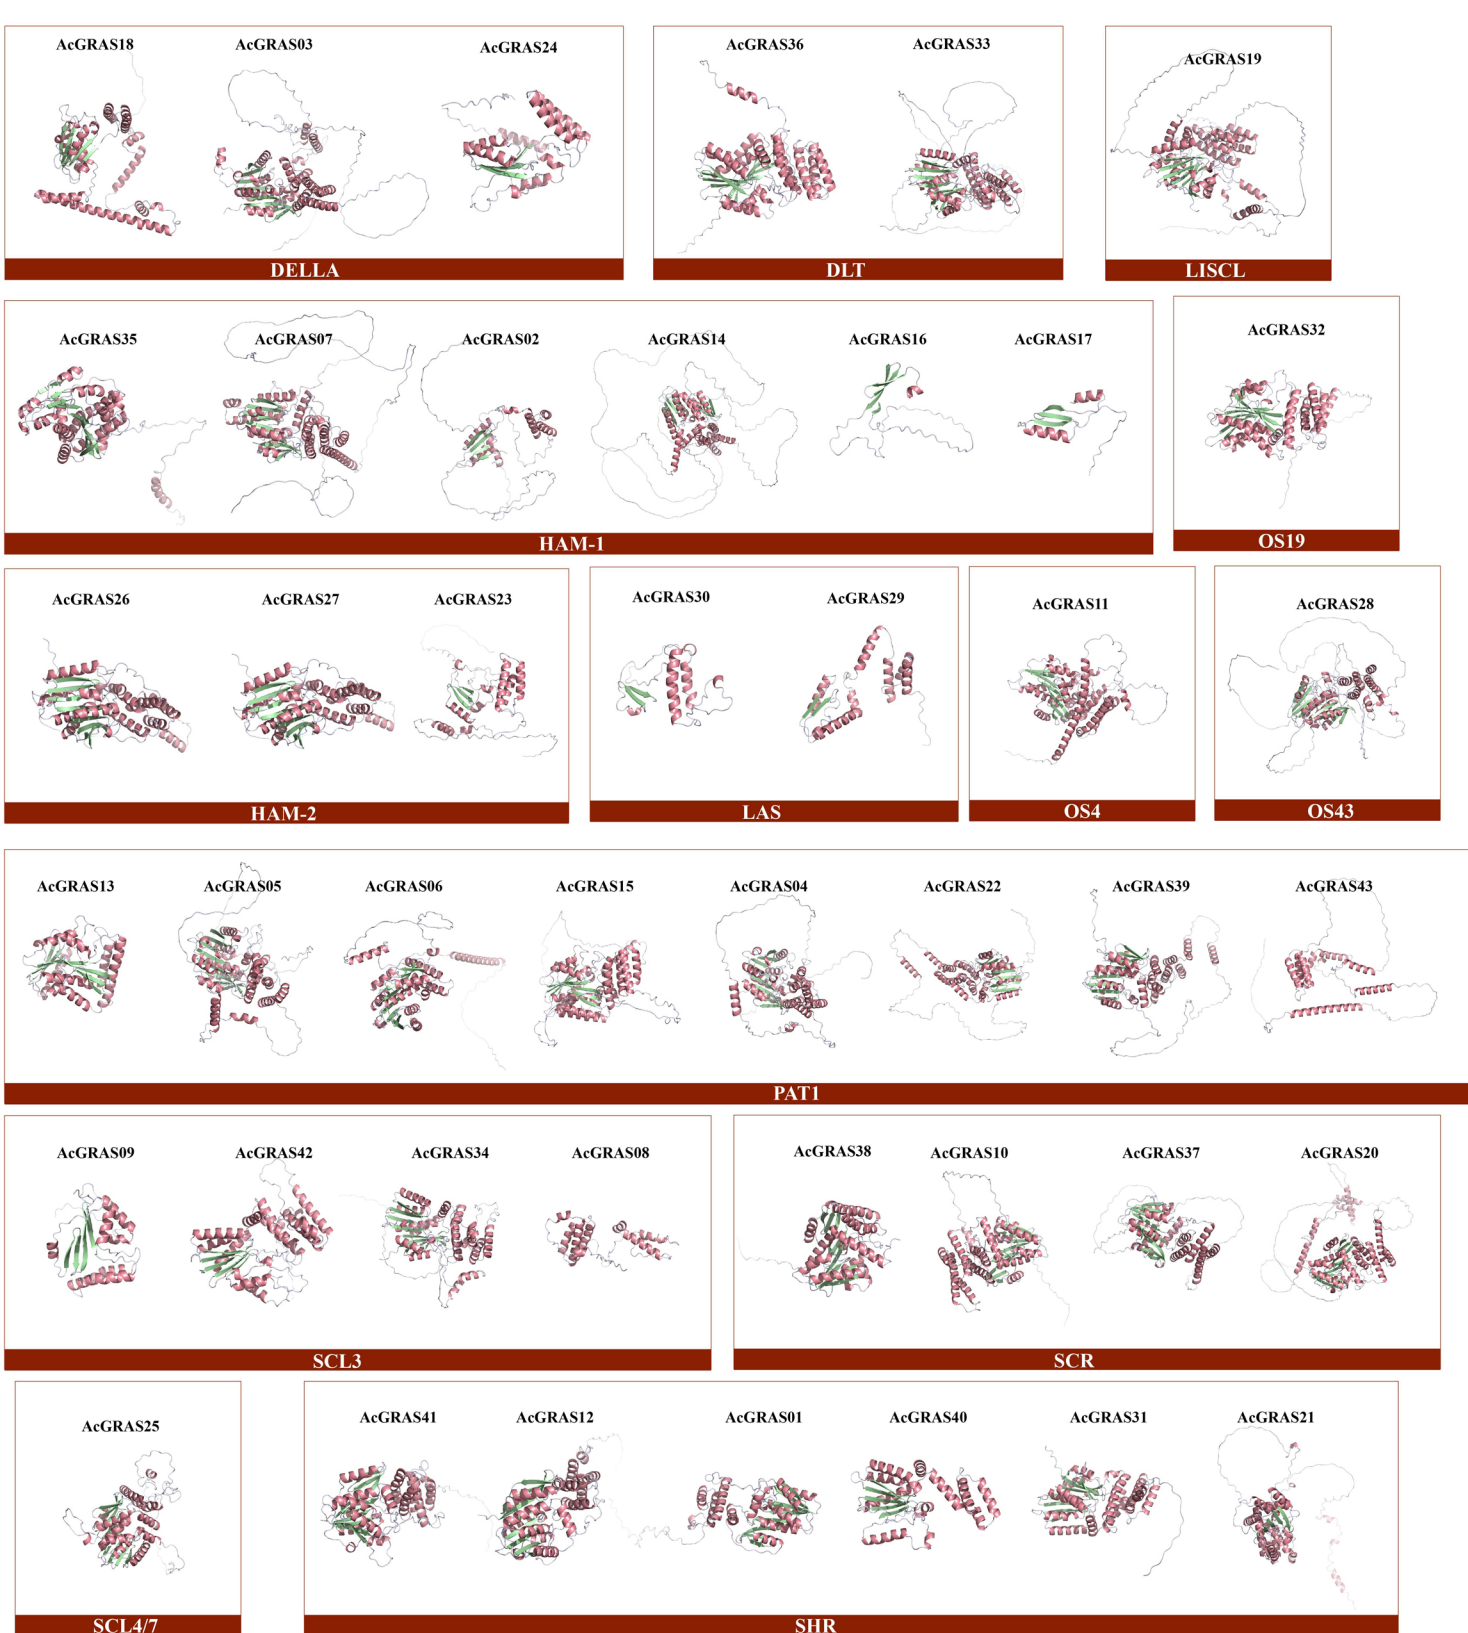 AcGRAS18 AcGRAS03 AcGRAS24
DELLA
AcGRAS36 AcGRAS33
DLT
AcGRAS19
LISCL
AcGRAS35 AcGRAS07 AcGRAS02 AcGRAS14 AcGRAS16 AcGRAS17
HAM-1
AcGRAS32
OS19
AcGRAS26 AcGRAS27 AcGRAS23
HAM-2
AcGRAS30 AcGRAS29
LAS
AcGRAS11
OS4
AcGRAS28
OS43
AcGRAS13 AcGRAS05 AcGRAS06 AcGRAS15 AcGRAS04 AcGRAS22 AcGRAS39 AcGRAS43
PAT1
AcGRAS09 AcGRAS42 AcGRAS34 AcGRAS08
SCL3
AcGRAS38 AcGRAS10 AcGRAS37 AcGRAS20
SCR
AcGRAS25
SCL4/7
AcGRAS41 AcGRAS12 AcGRAS01 AcGRAS40 AcGRAS31 AcGRAS21
SHR